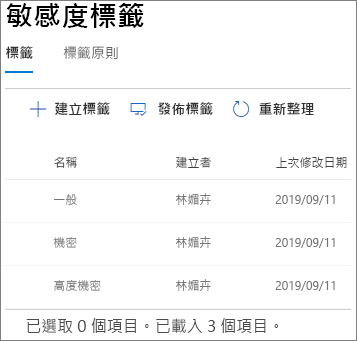 敏感度標籤
標籤 標籤原則
建立標籤 發佈標籤 重新整理
名稱 建立者 上次修改日期
一般 林媚卉 2019/09/11
機密 林媚卉 2019/09/11
高度機密 林媚卉 2019/09/11
已選取 0 個項目。已載入 3 個項目。